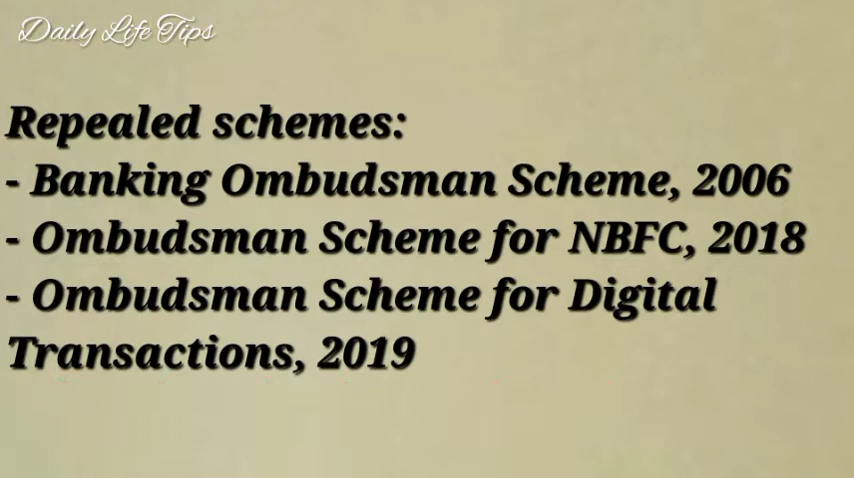 Daily Life Tips
Repealed schemes:
- Banking Ombudsman Scheme, 2006
- Ombudsman Scheme for NBFC, 2018
- Ombudsman Scheme for Digital
Transactions, 2019